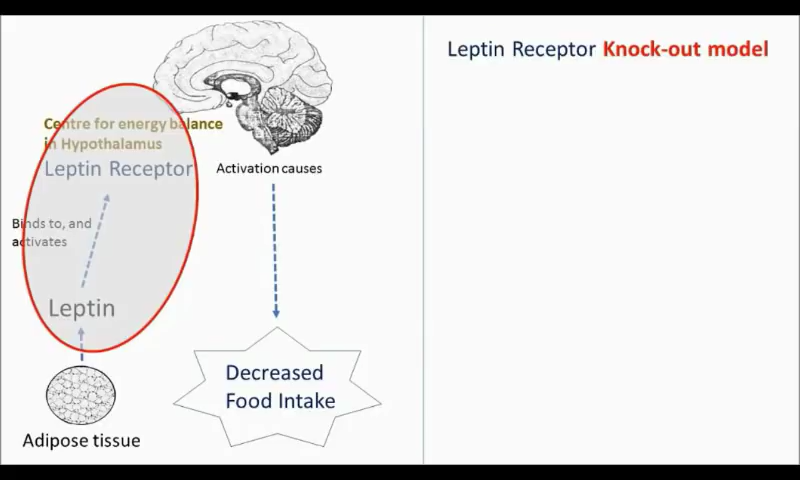 Centre for energy balance
in Hypothalamus
Leptin Receptor
Binds to, and
activates
Leptin
Adipose tissue
Activation causes
Decreased
Food Intake
Leptin Receptor Knock-out model